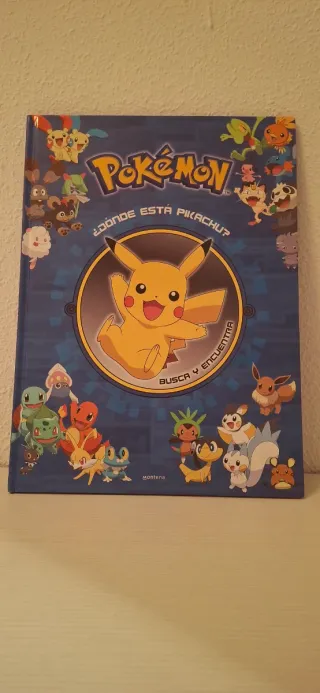 POKÉMON
¿DÓNDE ESTÁ PIKACHU?
BUSCA Y ENCUENTRA
MONTENA